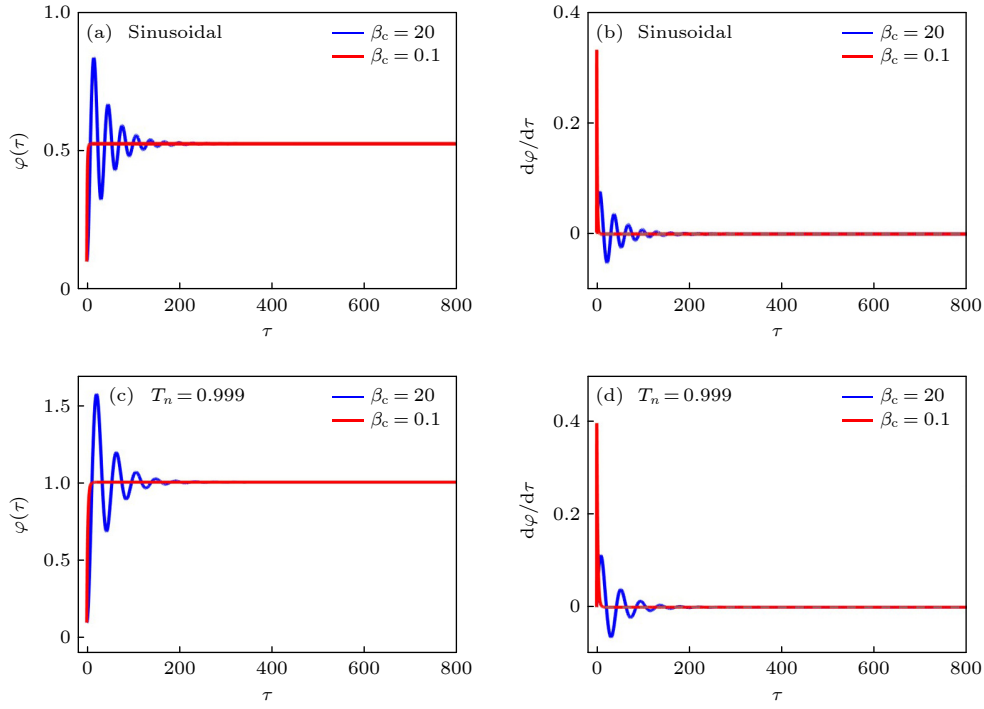 (a) Sinusoidal
βc = 20
βc = 0.1
1.0
0.5
0
φ(τ)
0 200 400 600 800
τ
(b) Sinusoidal
βc = 20
βc = 0.1
0.4
0.2
0
dφ/dτ
0 200 400 600 800
τ
(c) Tn = 0.999
βc = 20
βc = 0.1
1.5
1.0
0.5
0
φ(τ)
0 200 400 600 800
τ
(d) Tn = 0.999
βc = 20
βc = 0.1
0.4
0.2
0
dφ/dτ
0 200 400 600 800
τ